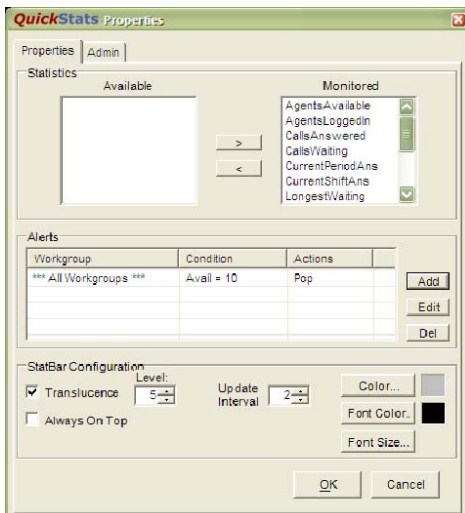 QuickStats Properties
Properties Admin
Statistics
Available Monitored
AgentsAvailable
AgentsLoggedIn
CallsAnswered
CallsWaiting
CurrentPeriodAns
CurrentShiftAns
LongestWaiting
>
<
Alerts
Workgroup Condition Actions
*** All Workgroups *** Avail = 10 Pop
Add
Edit
Del
StatBar Configuration
Translucence Level: 5 Update Interval 2 Color...
Always On Top Font Color..
Font Size...
OK Cancel